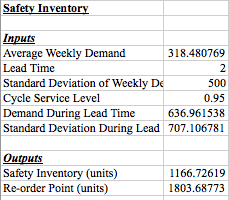 Safety Inventory
Inputs
Average Weekly Demand 318.480769
Lead Time 2
Standard Deviation of Weekly De 500
Cycle Service Level 0.95
Demand During Lead Time 636.961538
Standard Deviation During Lead 707.106781
Outputs
Safety Inventory (units) 1166.72619
Re-order Point (units) 1803.68773